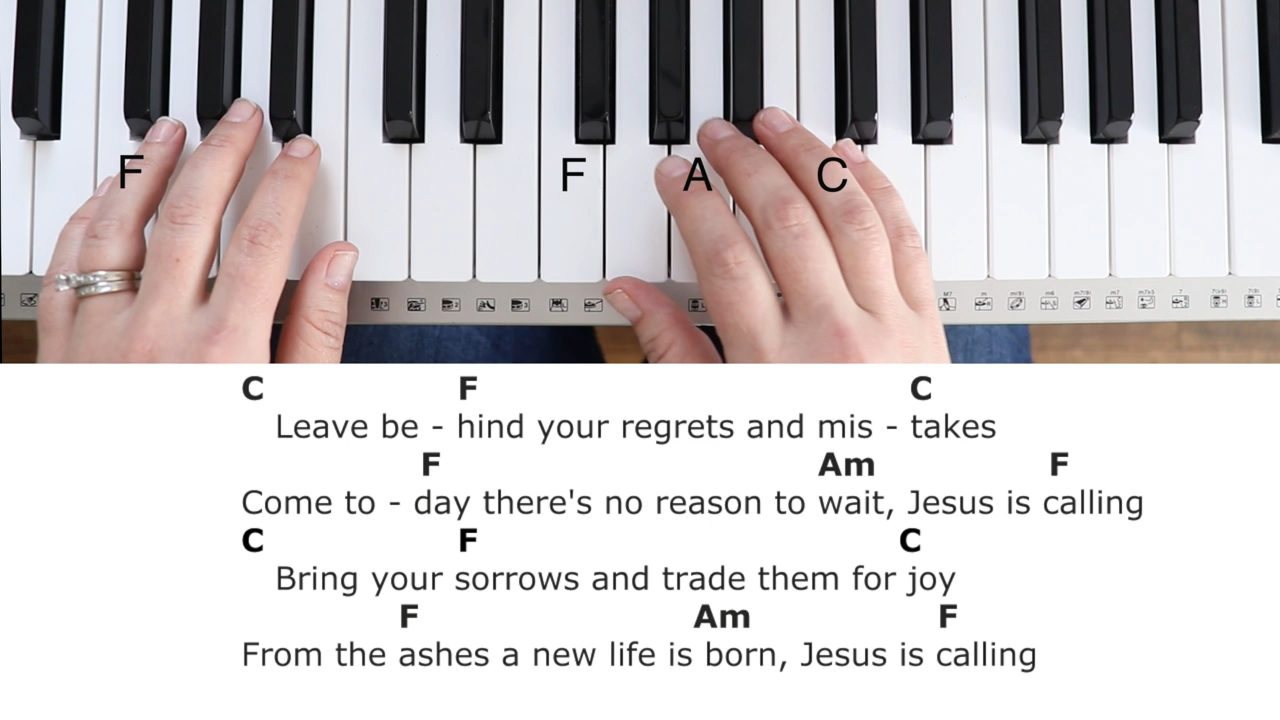 F F A C
C F C
Leave be - hind your regrets and mis - takes
F Am F
Come to - day there's no reason to wait, Jesus is calling
C F C
Bring your sorrows and trade them for joy
F Am F
From the ashes a new life is born, Jesus is calling